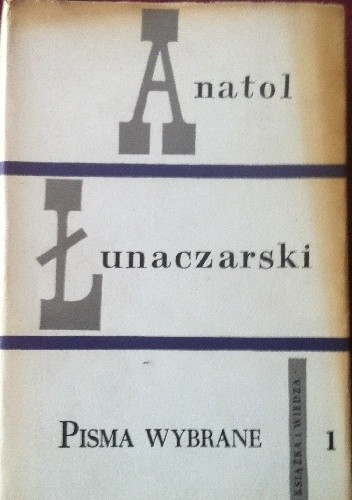 Anatol
Łunaczarski
PISMA WYBRANE
KSIĄŻKA I WIEDZA
1